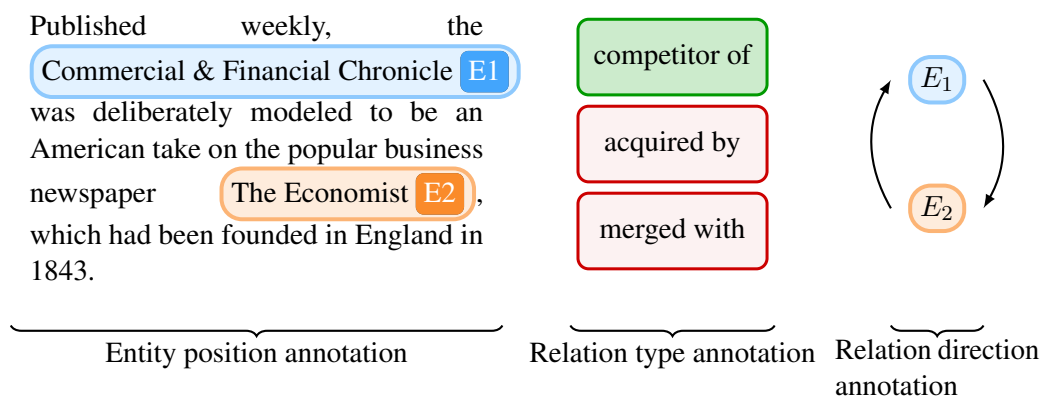 Published weekly, the
Commercial & Financial Chronicle E1
was deliberately modeled to be an
American take on the popular business
newspaper The Economist E2 ,
which had been founded in England in
1843.
Entity position annotation
competitor of
acquired by
merged with
Relation type annotation
E₁
E₂
Relation direction
annotation